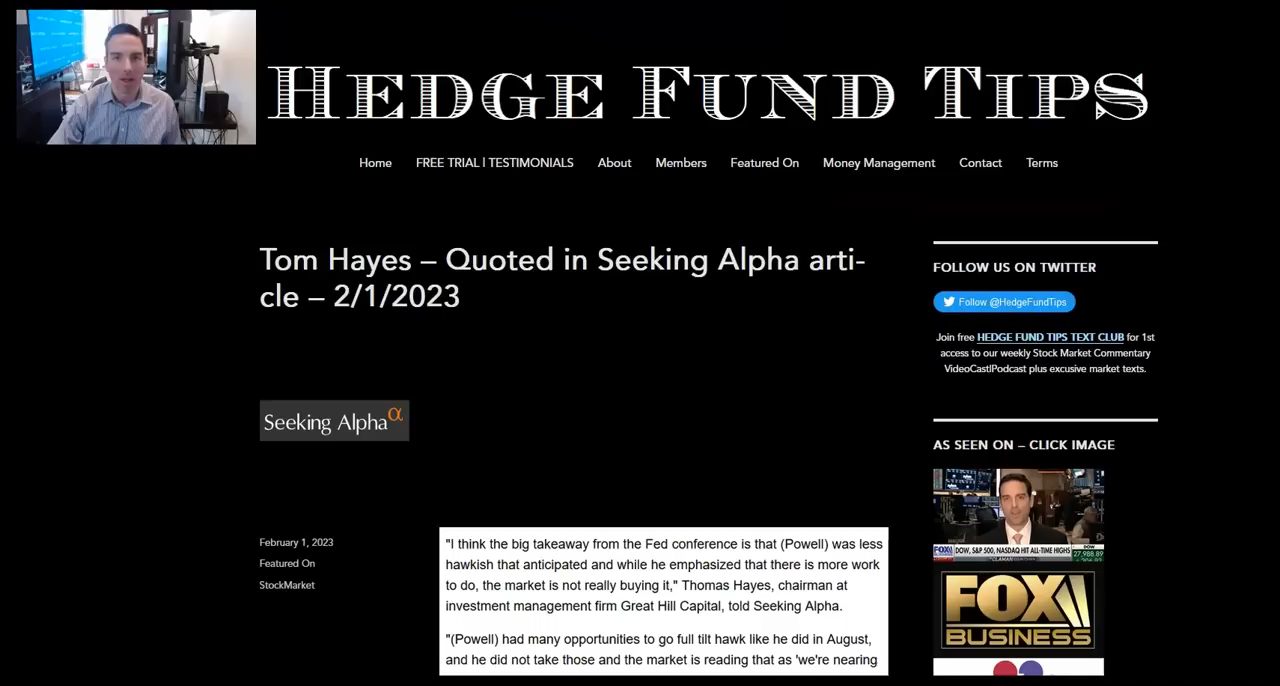 HEDGE FUND TIPS
Home FREE TRIAL | TESTIMONIALS About Members Featured On Money Management Contact Terms
Tom Hayes – Quoted in Seeking Alpha arti-
cle – 2/1/2023
Seeking Alpha α
February 1, 2023
Featured On
StockMarket
"I think the big takeaway from the Fed conference is that (Powell) was less
hawkish that anticipated and while he emphasized that there is more work
to do, the market is not really buying it," Thomas Hayes, chairman at
investment management firm Great Hill Capital, told Seeking Alpha.
"(Powell) had many opportunities to go full tilt hawk like he did in August,
and he did not take those and the market is reading that as 'we're nearing
FOLLOW US ON TWITTER
Follow @HedgeFundTips
Join free HEDGE FUND TIPS TEXT CLUB for 1st
access to our weekly Stock Market Commentary
VideoCast|Podcast plus excusive market texts.
AS SEEN ON – CLICK IMAGE
DOW, S&P 500, NASDAQ HIT ALL-TIME HIGHS
DOW
27,988.89
FOX
BUSINESS